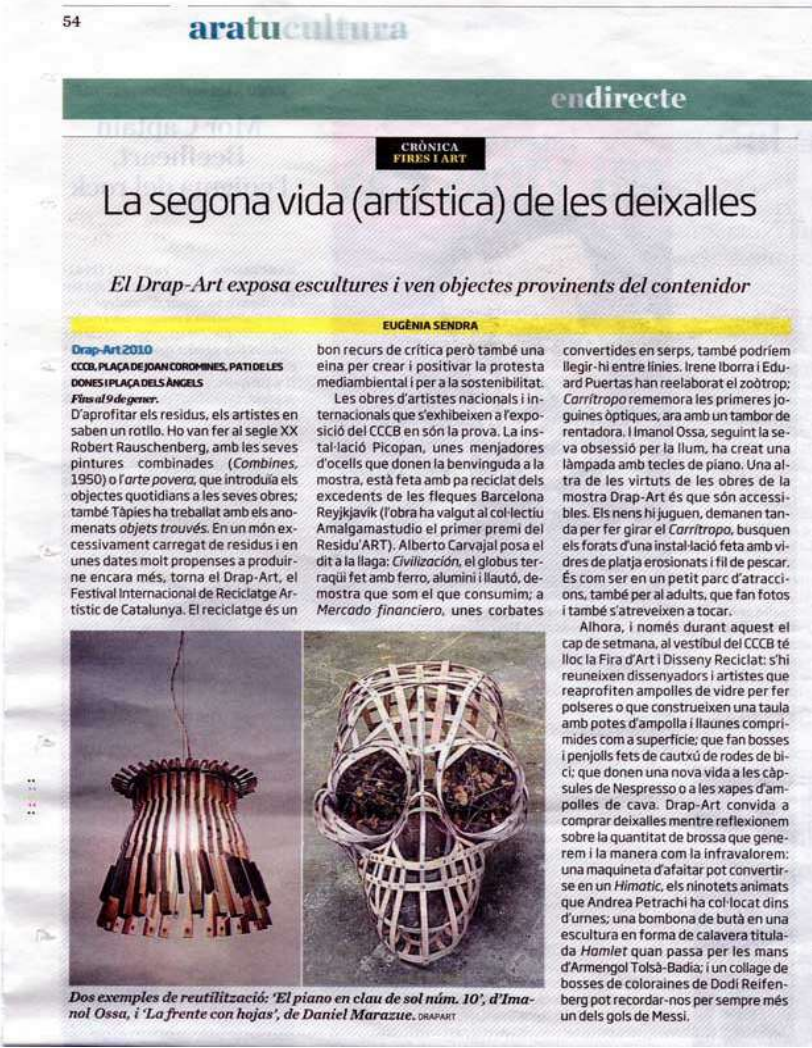 54
aratucultura
endirecte
CRÒNICA
FIRES I ART
La segona vida (artística) de les deixalles
El Drap-Art exposa escultures i ven objectes provinents del contenidor
EUGÈNIA SENDRA
Drap-Art 2010
CCCB, PLAÇA DE JOAN COROMINES, PATI DE LES
DONES I PLAÇA DELS ÀNGELS
Fins al 9 de gener.
D'aprofitar els residus, els artistes en
saben un rotllo. Ho van fer al segle XX
Robert Rauschenberg, amb les seves
pintures combinades (Combines,
1950) o l'arte povera, que introduïa els
objectes quotidians a les seves obres;
també Tàpies ha treballat amb els ano-
menats objets trouvés. En un món ex-
cessivament carregat de residus i en
unes dates molt propenses a produir-
ne encara més, torna el Drap-Art, el
Festival Internacional de Reciclatge Ar-
tístic de Catalunya. El reciclatge és un
bon recurs de crítica però també una
eina per crear i positivar la protesta
mediambiental i per a la sostenibilitat.
Les obres d'artistes nacionals i in-
ternacionals que s'exhibeixen a l'expo-
sició del CCCB en són la prova. La ins-
tal·lació Picopan, unes menjadores
d'ocells que donen la benvinguda a la
mostra, està feta amb pa reciclat dels
excedents de les fleques Barcelona
Reyjkjavík (l'obra ha valgut al col·lectiu
Amalgamastudio el primer premi del
Residu'ART). Alberto Carvajal posa el
dit a la llaga: Civilización, el globus ter-
raqüi fet amb ferro, alumini i llautó, de-
mostra que som el que consumim; a
Mercado financiero, unes corbates
convertides en serps, també podríem
llegir-hi entre línies. Irene Iborra i Edu-
ard Puertas han reelaborat el zoòtrop;
Carrítropo rememora les primeres jo-
guines òptiques, ara amb un tambor de
rentadora. I Imanol Ossa, seguint la se-
va obsessió per la llum, ha creat una
làmpada amb tecles de piano. Una al-
tra de les virtuts de les obres de la
mostra Drap-Art és que són accessi-
bles. Els nens hi juguen, demanen tan-
da per fer girar el Carrítropo, busquen
els forats d'una instal·lació feta amb vi-
dres de platja erosionats i fil de pescar.
És com ser en un petit parc d'atracci-
ons, també per al adults, que fan fotos
i també s'atreveixen a tocar.
Alhora, i només durant aquest el
cap de setmana, al vestíbul del CCCB té
lloc la Fira d'Art i Disseny Reciclat: s'hi
reuneixen dissenyadors i artistes que
reaprofiten ampolles de vidre per fer
polseres o que construeixen una taula
amb potes d'ampolla i llaunes compri-
mides com a superfície; que fan bosses
i penjolls fets de cautxú de rodes de bi-
ci; que donen una nova vida a les càp-
sules de Nespresso o a les xapes d'am-
polles de cava. Drap-Art convida a
comprar deixalles mentre reflexionem
sobre la quantitat de brossa que gene-
rem i la manera com la infravalorem:
una maquineta d'afaitar pot convertir-
se en un Himatic, els ninotets animats
que Andrea Petrachi ha col·locat dins
d'urnes; una bombona de butà en una
escultura en forma de calavera titula-
da Hamlet quan passa per les mans
d'Armengol Tolsà-Badia; i un collage de
bosses de coloraines de Dodi Reifen-
berg pot recordar-nos per sempre més
un dels gols de Messi.
Dos exemples de reutilització: 'El piano en clau de sol núm. 10', d'Ima-
nol Ossa, i 'La frente con hojas', de Daniel Marazue. DRAPART